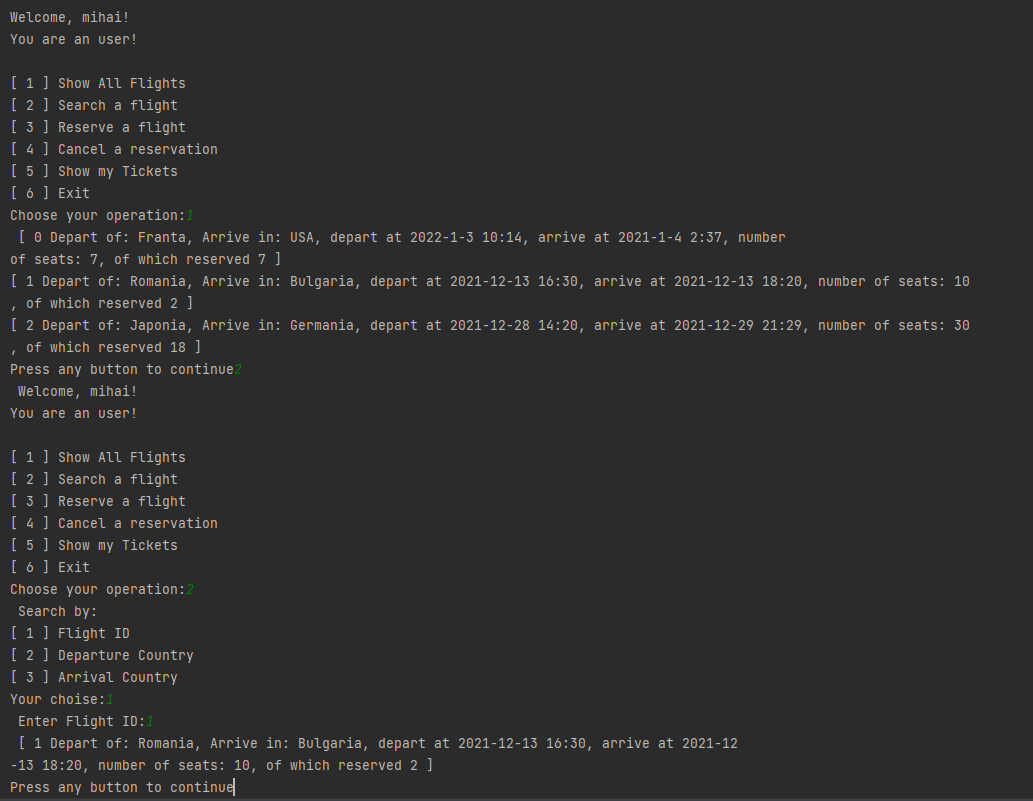 Welcome, mihai!
You are an user!
[ 1 ] Show All Flights
[ 2 ] Search a flight
[ 3 ] Reserve a flight
[ 4 ] Cancel a reservation
[ 5 ] Show my Tickets
[ 6 ] Exit
Choose your operation:1
[ 0 Depart of: Franta, Arrive in: USA, depart at 2022-1-3 10:14, arrive at 2021-1-4 2:37, number
of seats: 7, of which reserved 7 ]
[ 1 Depart of: Romania, Arrive in: Bulgaria, depart at 2021-12-13 16:30, arrive at 2021-12-13 18:20, number of seats: 10
, of which reserved 2 ]
[ 2 Depart of: Japonia, Arrive in: Germania, depart at 2021-12-28 14:20, arrive at 2021-12-29 21:29, number of seats: 30
, of which reserved 18 ]
Press any button to continue2
Welcome, mihai!
You are an user!
[ 1 ] Show All Flights
[ 2 ] Search a flight
[ 3 ] Reserve a flight
[ 4 ] Cancel a reservation
[ 5 ] Show my Tickets
[ 6 ] Exit
Choose your operation:2
Search by:
[ 1 ] Flight ID
[ 2 ] Departure Country
[ 3 ] Arrival Country
Your choise:1
Enter Flight ID:1
[ 1 Depart of: Romania, Arrive in: Bulgaria, depart at 2021-12-13 16:30, arrive at 2021-12
-13 18:20, number of seats: 10, of which reserved 2 ]
Press any button to continue